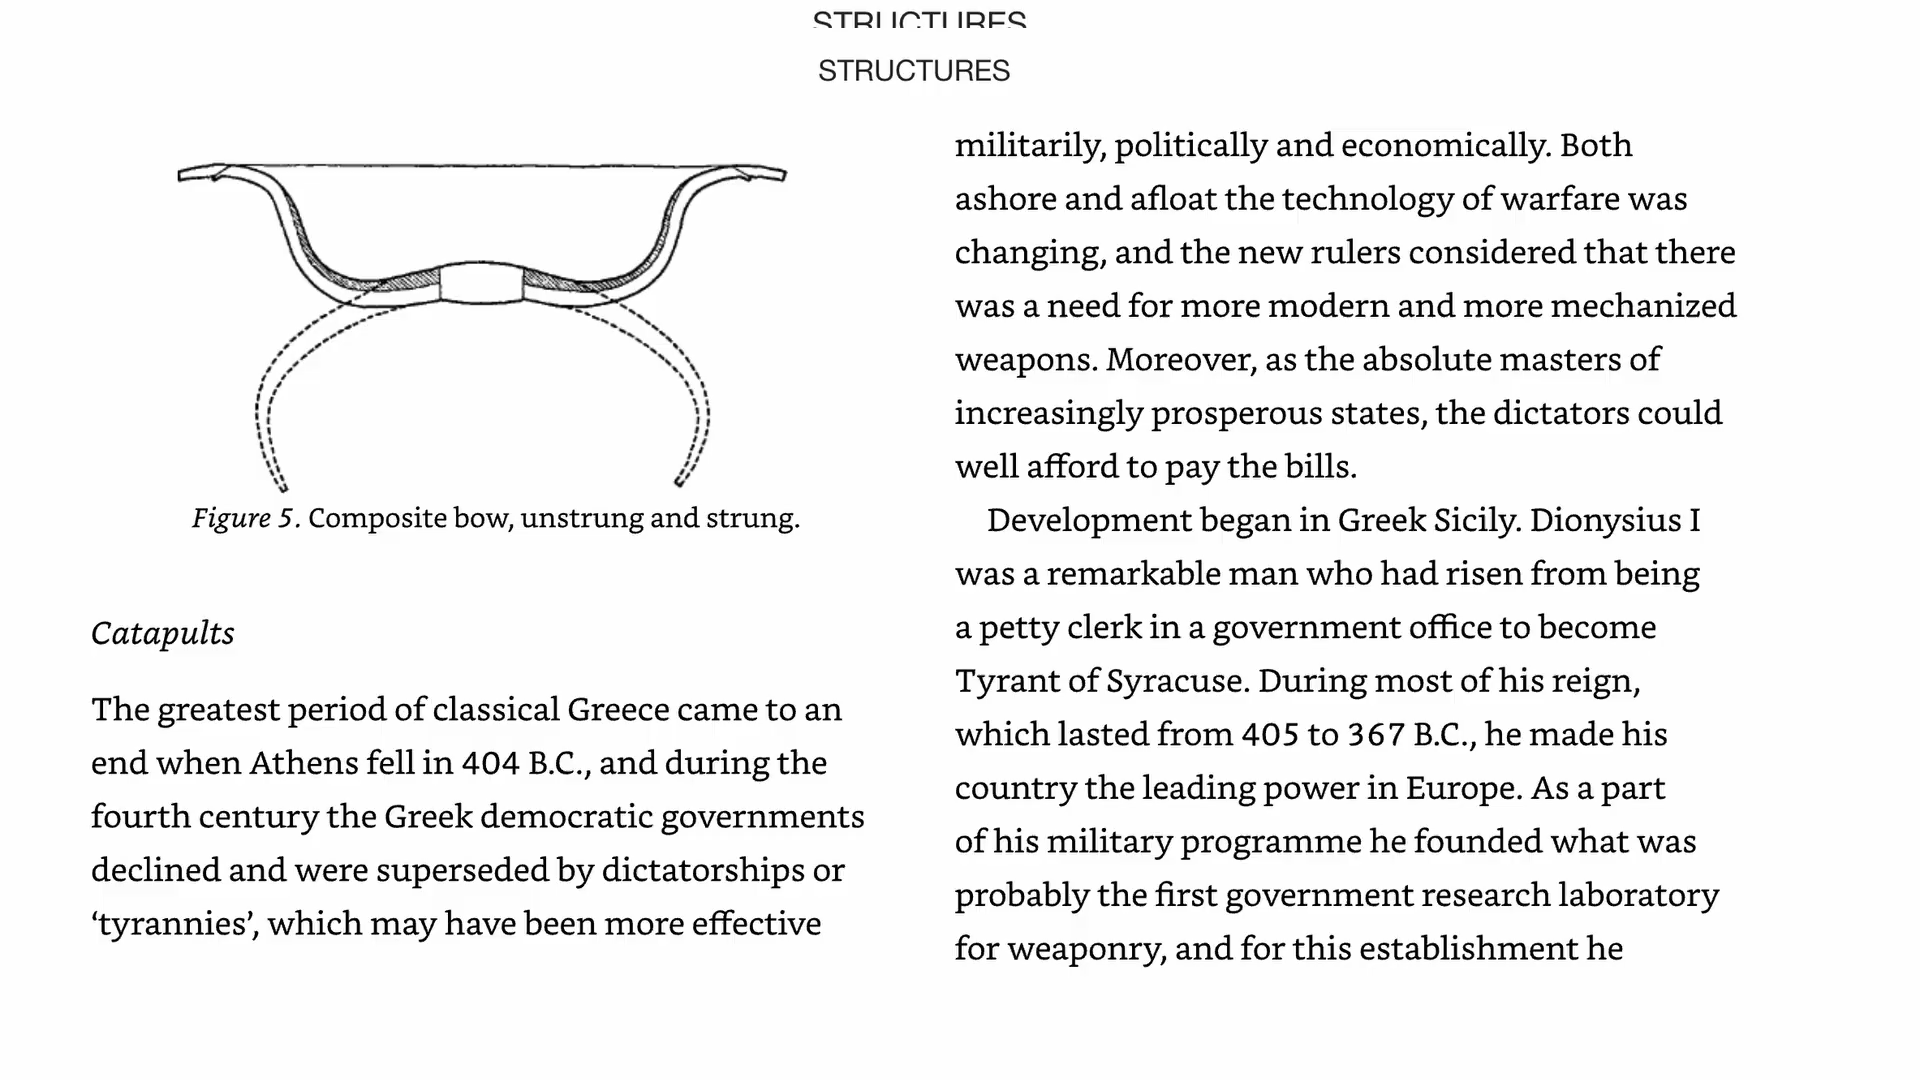 STRUCTURES
STRUCTURES
Figure 5. Composite bow, unstrung and strung.
Catapults
The greatest period of classical Greece came to an
end when Athens fell in 404 B.C., and during the
fourth century the Greek democratic governments
declined and were superseded by dictatorships or
‘tyrannies’, which may have been more effective
militarily, politically and economically. Both
ashore and afloat the technology of warfare was
changing, and the new rulers considered that there
was a need for more modern and more mechanized
weapons. Moreover, as the absolute masters of
increasingly prosperous states, the dictators could
well afford to pay the bills.
Development began in Greek Sicily. Dionysius I
was a remarkable man who had risen from being
a petty clerk in a government office to become
Tyrant of Syracuse. During most of his reign,
which lasted from 405 to 367 B.C., he made his
country the leading power in Europe. As a part
of his military programme he founded what was
probably the first government research laboratory
for weaponry, and for this establishment he